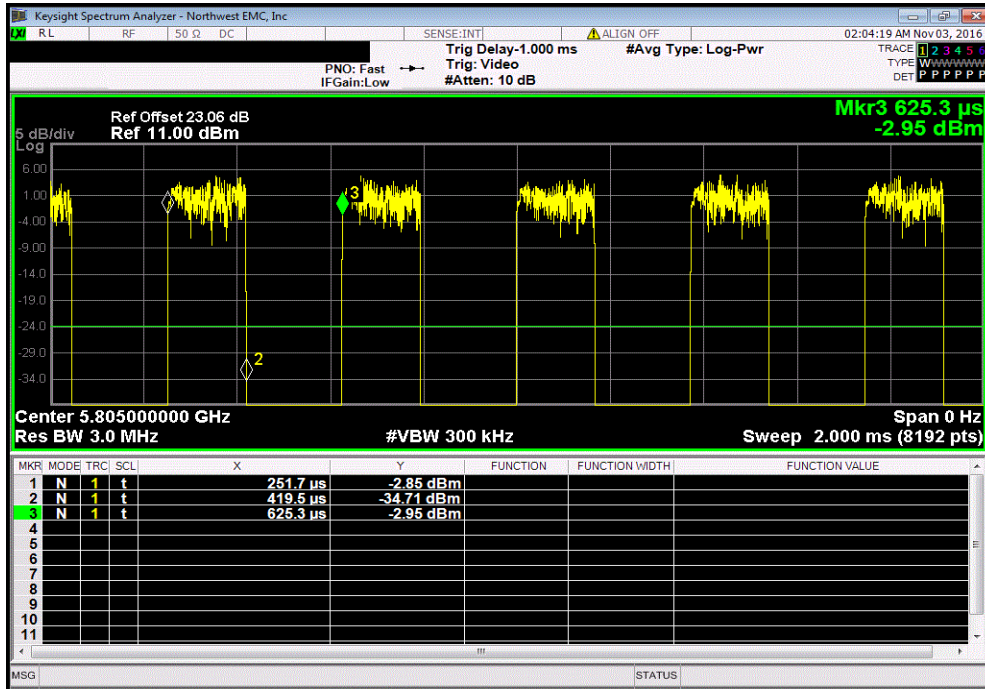 Keysight Spectrum Analyzer - Northwest EMC, Inc
LXI RL RF 50 Ω DC SENSE:INT ALIGN OFF 02:04:19 AM Nov 03, 2016
Trig Delay-1.000 ms #Avg Type: Log-Pwr TRACE 1 2 3 4 5 6
PNO: Fast Trig: Video TYPE WWWWWW
IFGain:Low #Atten: 10 dB DET P P P P P P
Mkr3 625.3 µs
-2.95 dBm
Ref Offset 23.06 dB
5 dB/div Ref 11.00 dBm
Log
6.00
1.00
-4.00
-9.00
-14.0
-19.0
-24.0
-29.0
-34.0
3
2
Center 5.805000000 GHz Span 0 Hz
Res BW 3.0 MHz #VBW 300 kHz Sweep 2.000 ms (8192 pts)
MKR MODE TRC SCL X Y FUNCTION FUNCTION WIDTH FUNCTION VALUE
1 N 1 t 251.7 µs -2.85 dBm
2 N 1 t 419.5 µs -34.71 dBm
3 N 1 t 625.3 µs -2.95 dBm
4
5
6
7
8
9
10
11
MSG STATUS